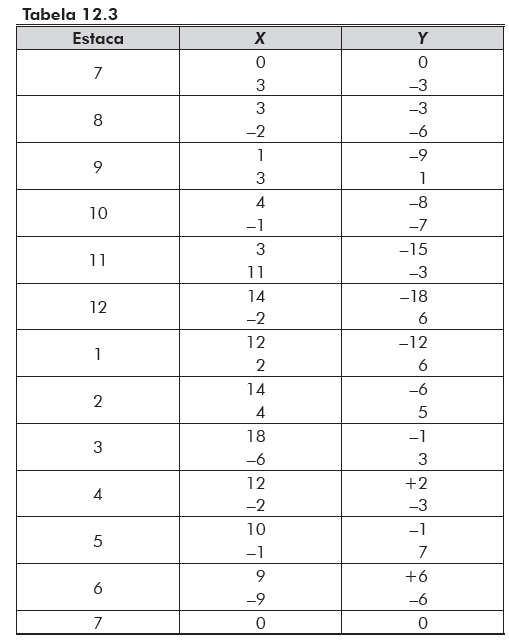 Tabela 12.3
Estaca X Y
7 0 0
3 –3
8 3 –3
–2 –6
9 1 –9
3 1
10 4 –8
–1 –7
11 3 –15
11 –3
12 14 –18
–2 6
1 12 –12
2 6
2 14 –6
4 5
3 18 –1
–6 3
4 12 +2
–2 –3
5 10 –1
–1 7
6 9 +6
–9 –6
7 0 0